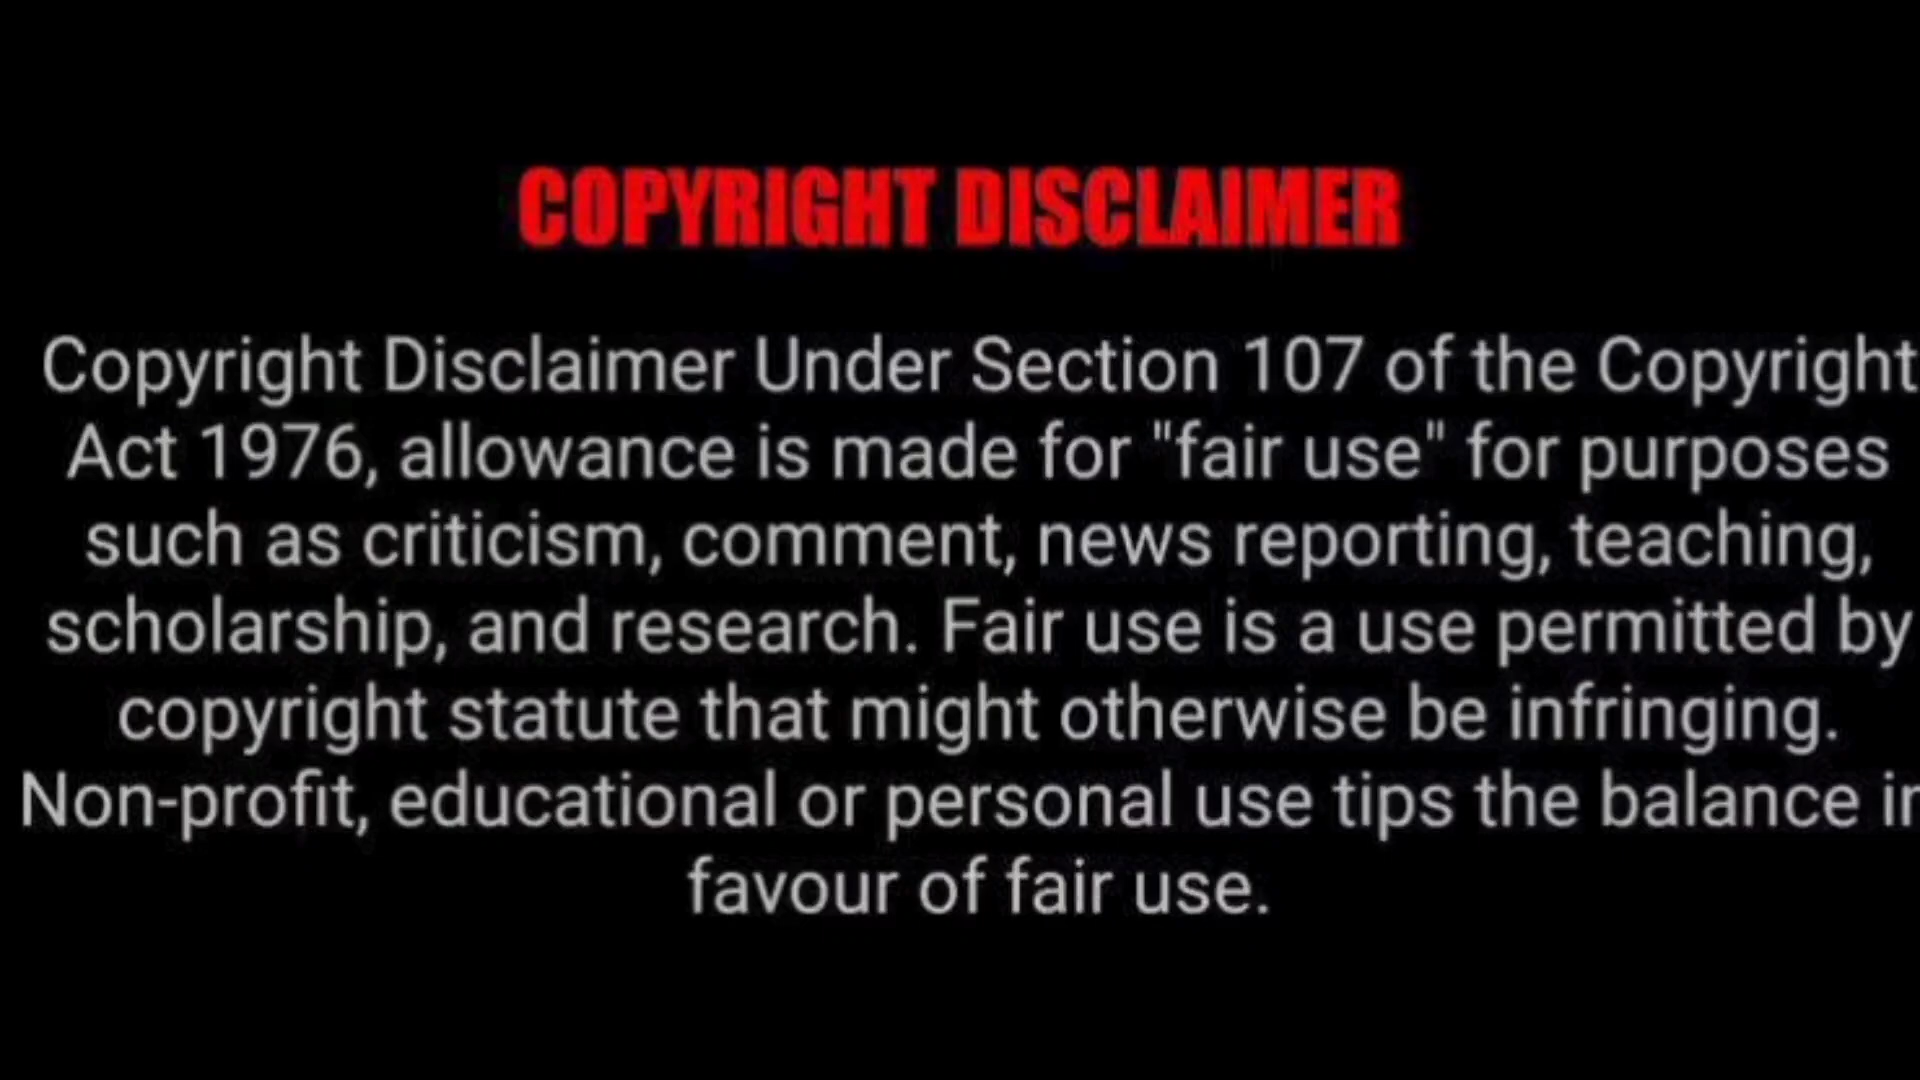 COPYRIGHT DISCLAIMER
Copyright Disclaimer Under Section 107 of the Copyright
Act 1976, allowance is made for "fair use" for purposes
such as criticism, comment, news reporting, teaching,
scholarship, and research. Fair use is a use permitted by
copyright statute that might otherwise be infringing.
Non-profit, educational or personal use tips the balance in
favour of fair use.